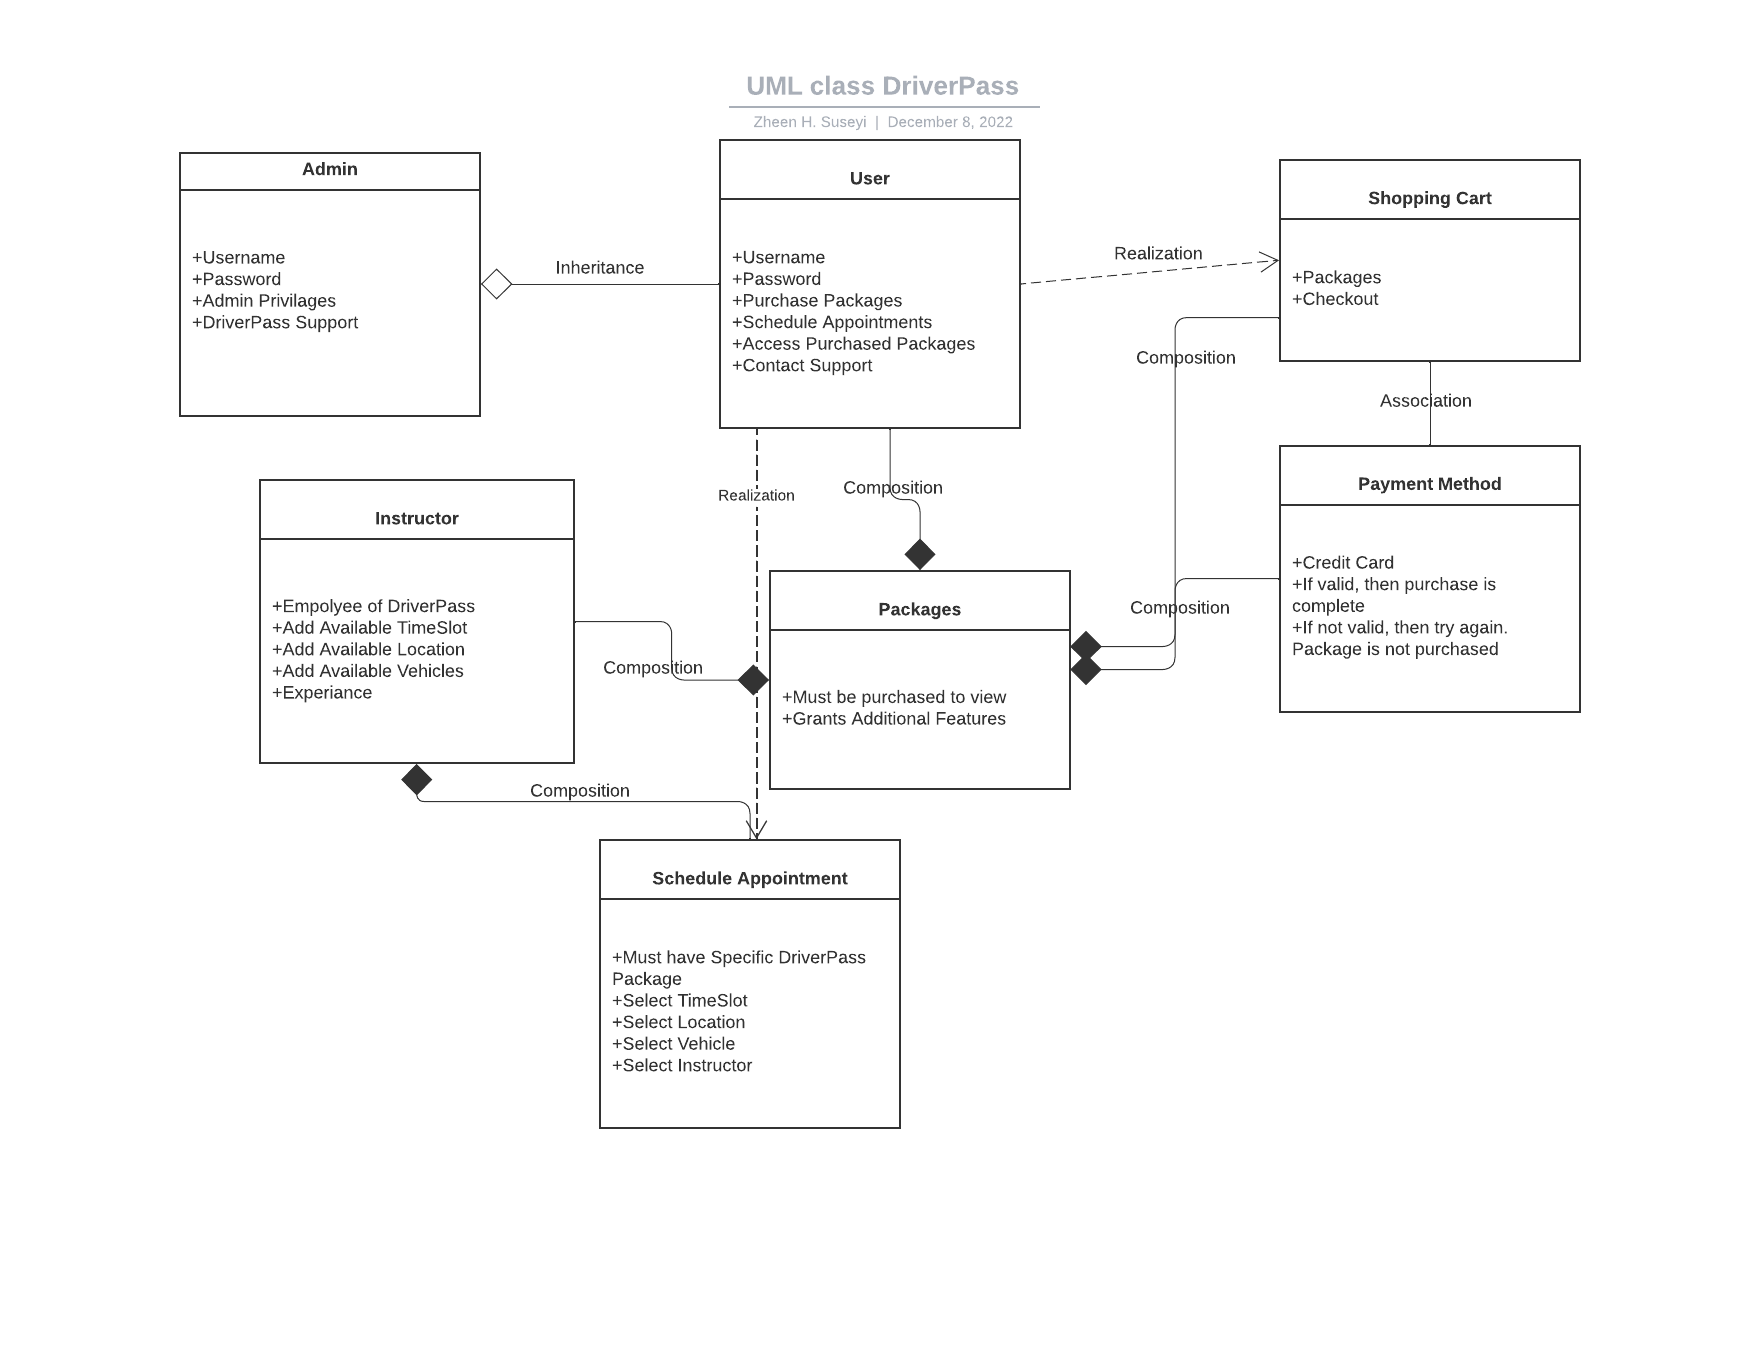 UML class DriverPass
Zheen H. Suseyi | December 8, 2022
Admin
+Username
+Password
+Admin Privilages
+DriverPass Support
Inheritance
User
+Username
+Password
+Purchase Packages
+Schedule Appointments
+Access Purchased Packages
+Contact Support
Realization
Shopping Cart
+Packages
+Checkout
Composition
Association
Realization
Composition
Instructor
+Empolyee of DriverPass
+Add Available TimeSlot
+Add Available Location
+Add Available Vehicles
+Experiance
Composition
Packages
+Must be purchased to view
+Grants Additional Features
Composition
Payment Method
+Credit Card
+If valid, then purchase is
complete
+If not valid, then try again.
Package is not purchased
Composition
Schedule Appointment
+Must have Specific DriverPass
Package
+Select TimeSlot
+Select Location
+Select Vehicle
+Select Instructor